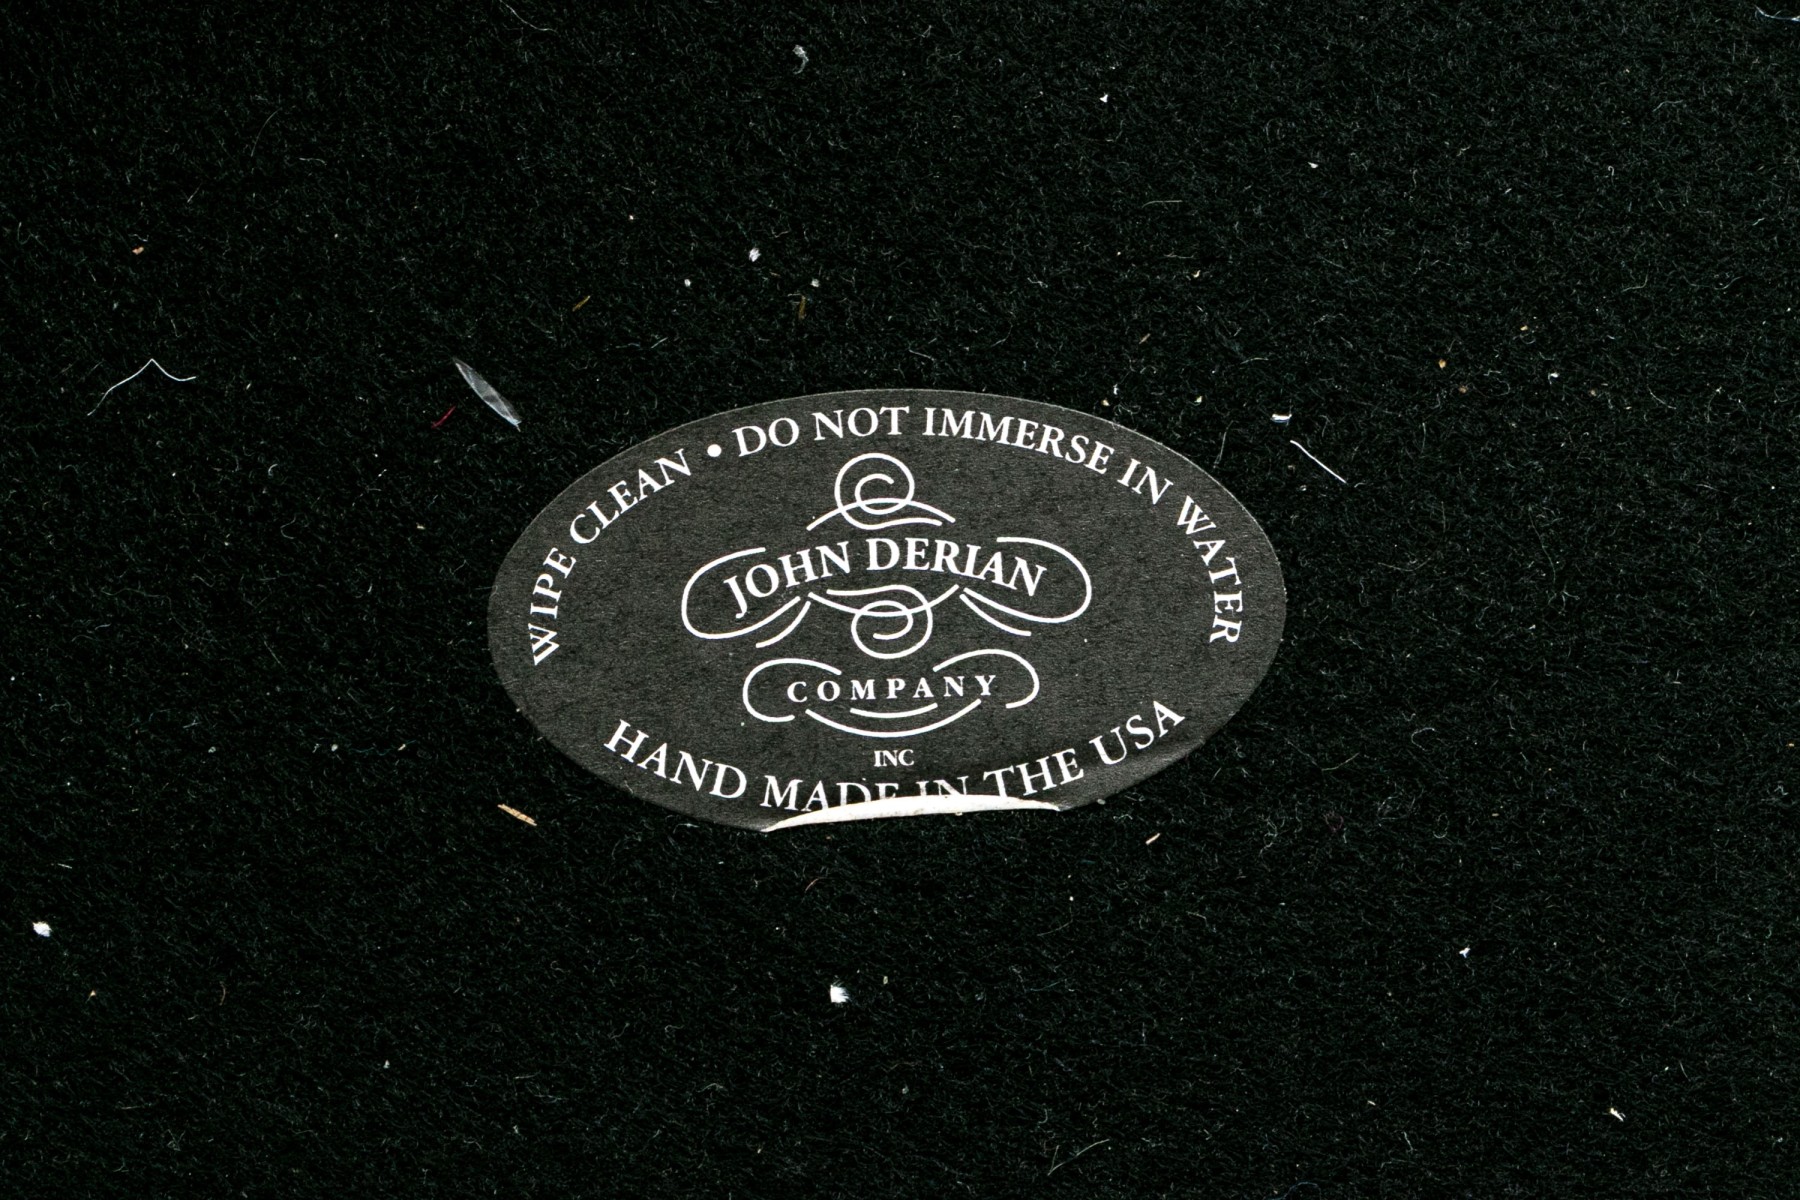 WIPE CLEAN • DO NOT IMMERSE IN WATER
JOHN DERIAN
COMPANY
INC
HAND MADE IN THE USA